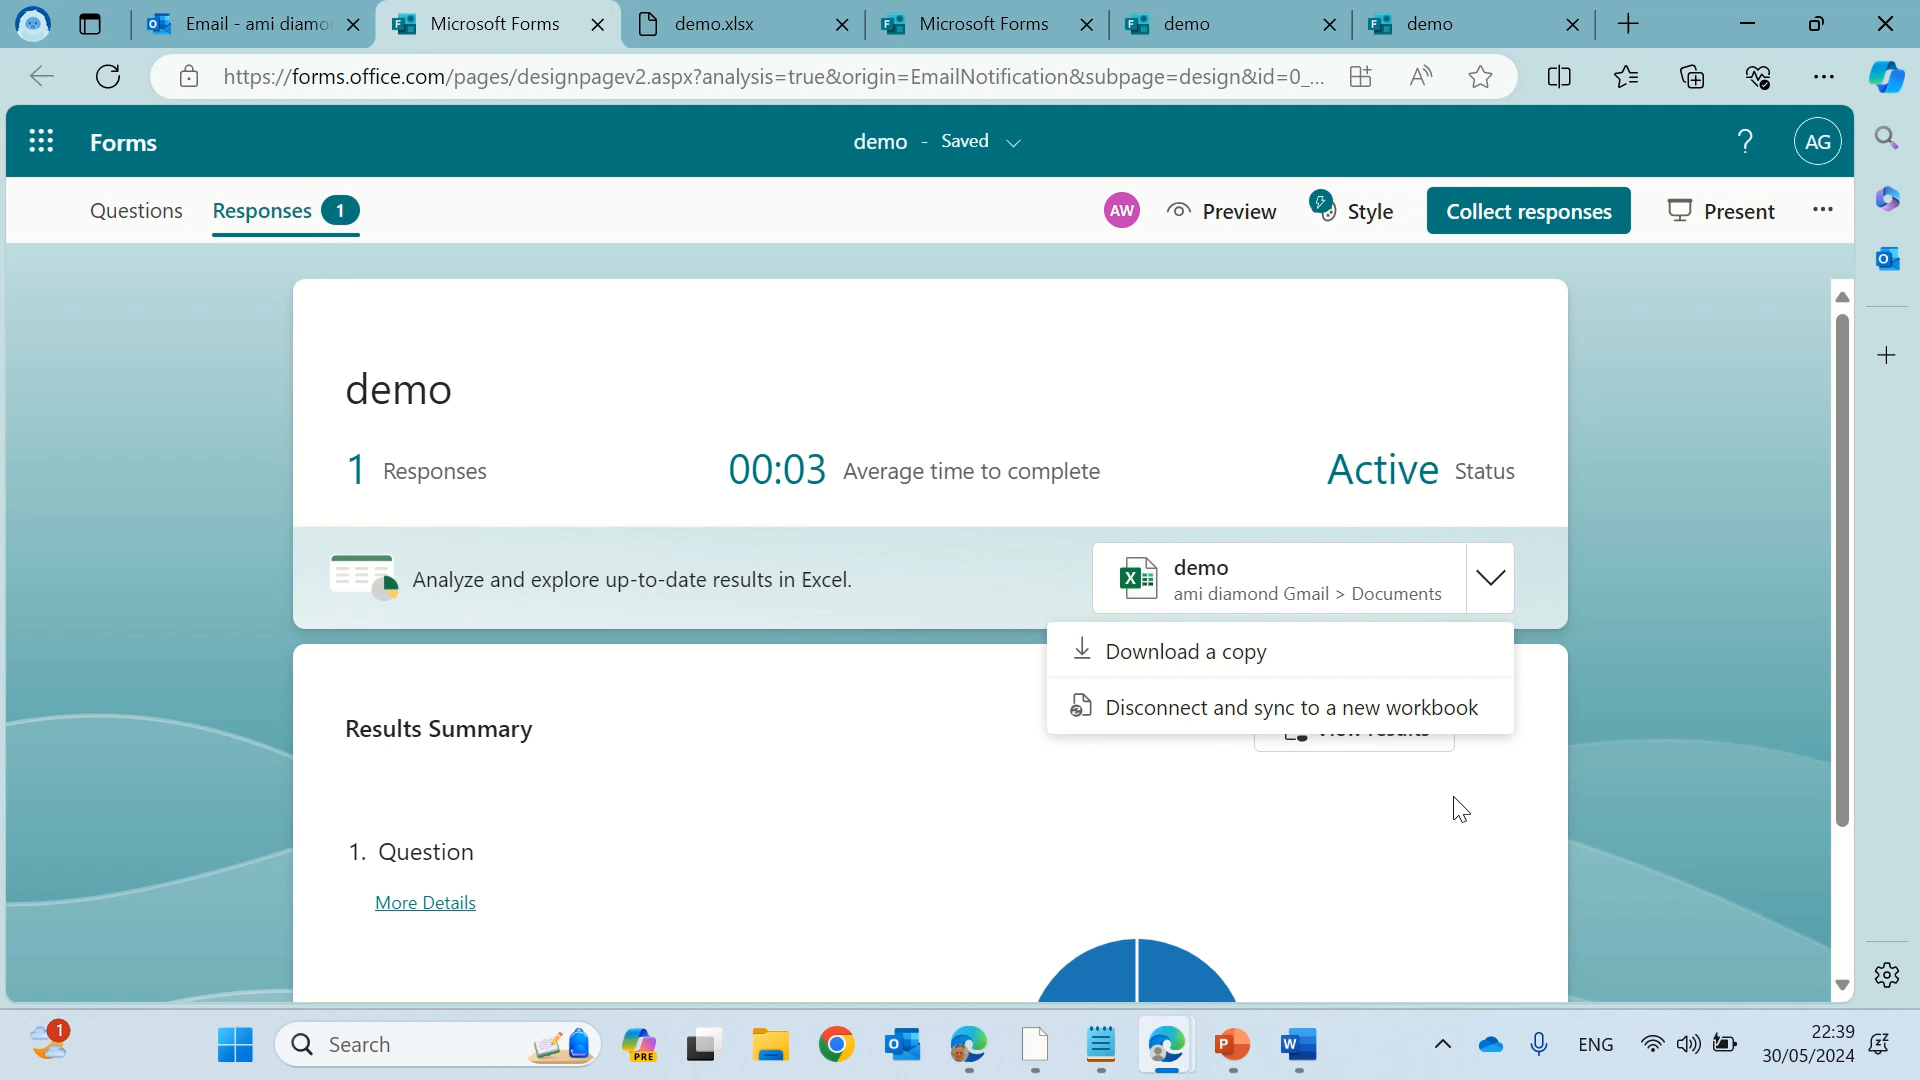 Email - ami diamo
Microsoft Forms
demo.xlsx
Microsoft Forms
demo
demo
https://forms.office.com/pages/designpagev2.aspx?analysis=true&origin=EmailNotification&subpage=design&id=0_...
Forms
demo - Saved
?
AG
Questions
Responses 1
AW
Preview
Style
Collect responses
Present
demo
1 Responses
00:03 Average time to complete
Active Status
Analyze and explore up-to-date results in Excel.
demo
ami diamond Gmail > Documents
Download a copy
Disconnect and sync to a new workbook
Results Summary
1. Question
More Details
1
Search
PRE
ENG
22:39
30/05/2024